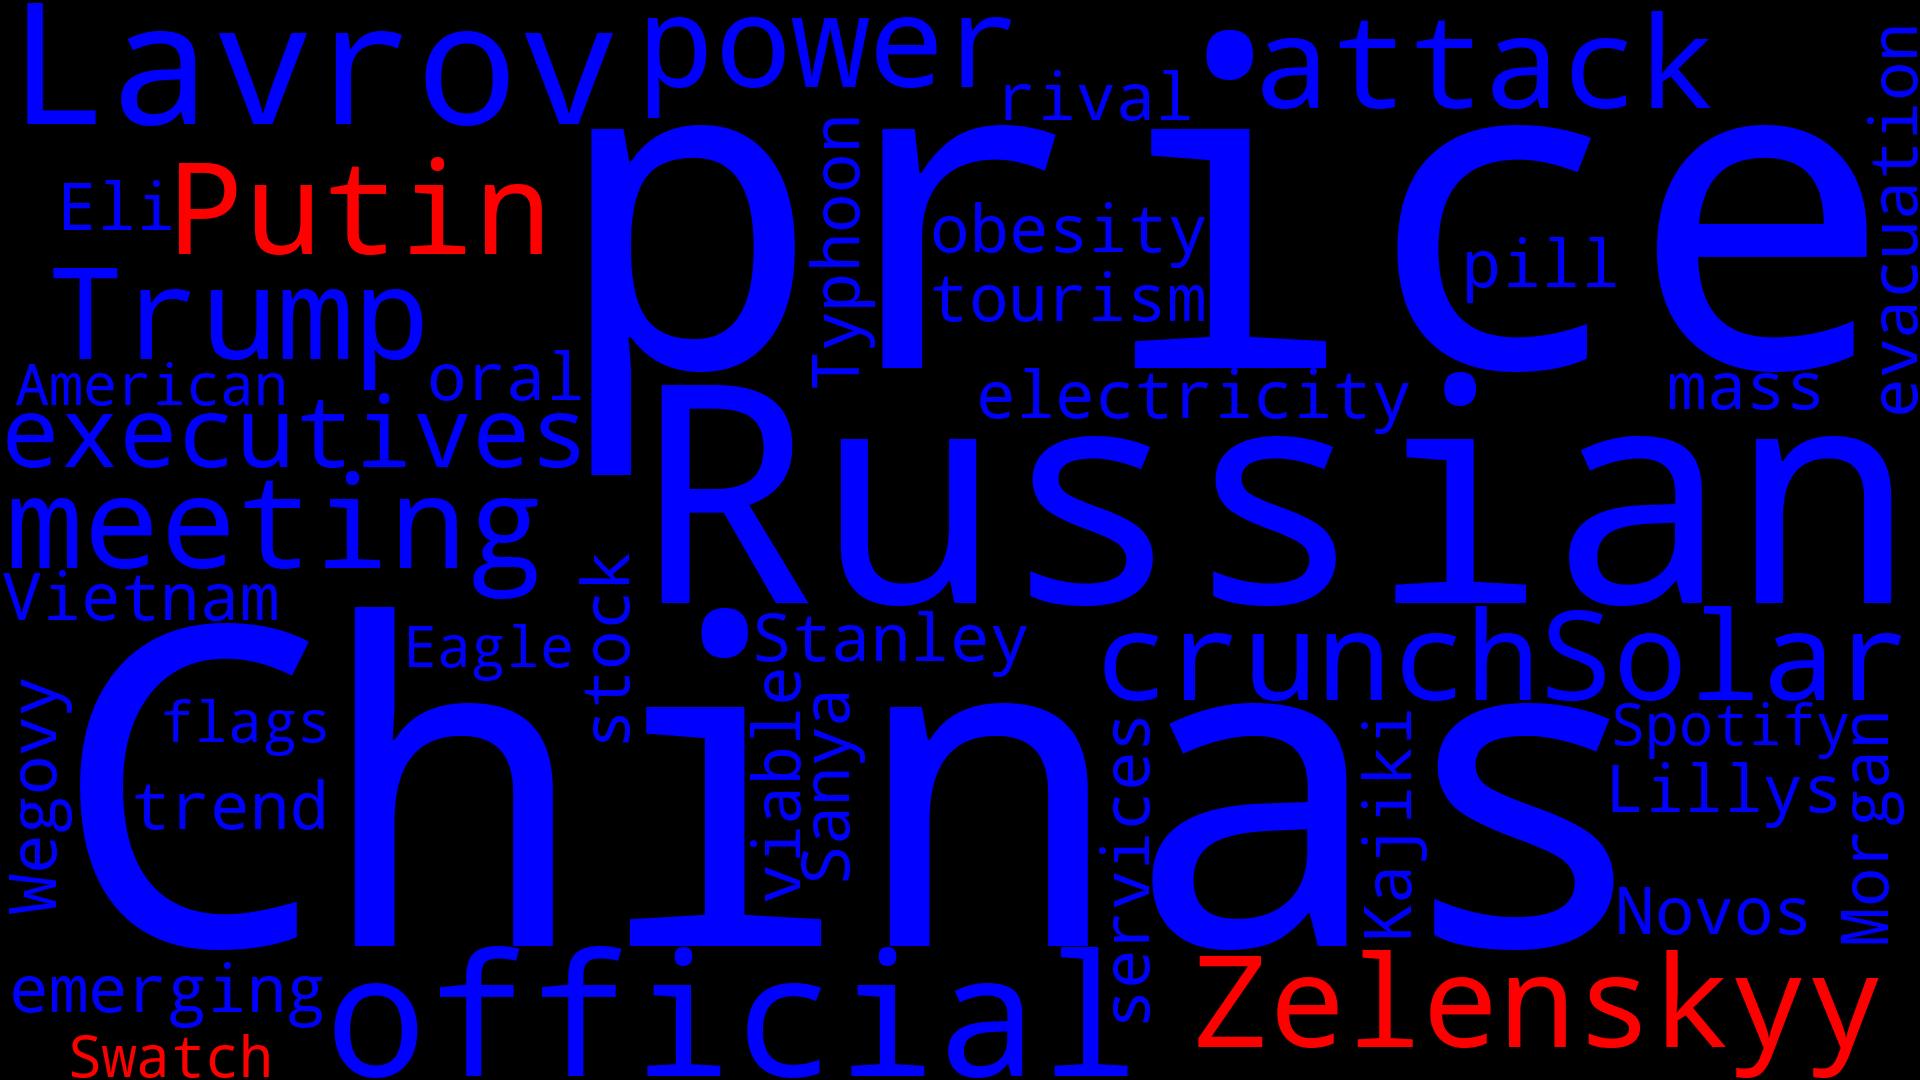 Lavrov
power
attack
rival
evacuation
price
Eli
Putin
Typhoon
obesity
pill
tourism
Trump
American
oral
electricity
mass
executives
Russian
meeting
Vietnam
stock
Eagle
Stanley
crunch
Solar
Chinas
Wegovy
flags
trend
viable
Sanya
services
Kajiki
Spotify
Lillys
Morgan
Novos
emerging
official
Zelenskyy
Swatch